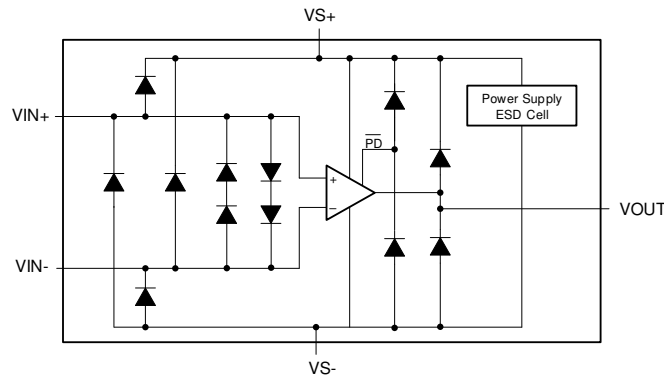 VS+
Power Supply
ESD Cell
VIN+
PD
+
−
VOUT
VIN-
VS-